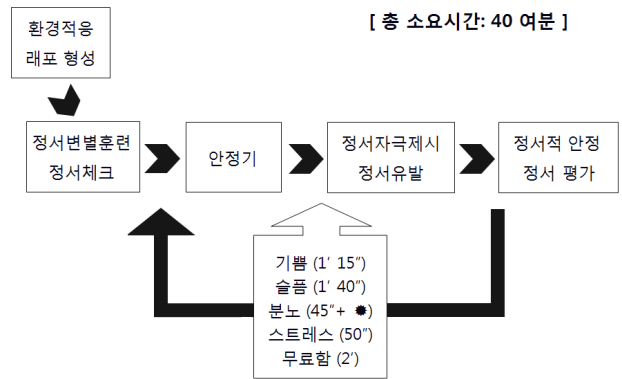 [ 총 소요시간: 40 여분 ]
환경적응
래포 형성
정서변별훈련
정서체크
안정기
정서자극제시
정서유발
정서적 안정
정서 평가
기쁨 (1′ 15″)
슬픔 (1′ 40″)
분노 (45″+ ✹)
스트레스 (50″)
무료함 (2′)